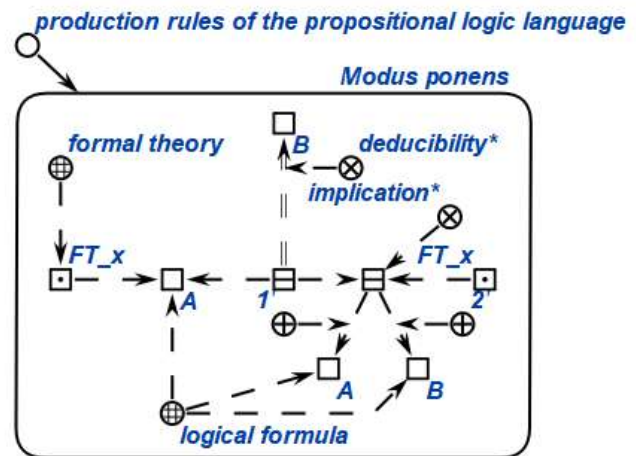 production rules of the propositional logic language
Modus ponens
formal theory
B
deducibility*
implication*
FT_x
FT_x
A
1'
2'
A
B
logical formula